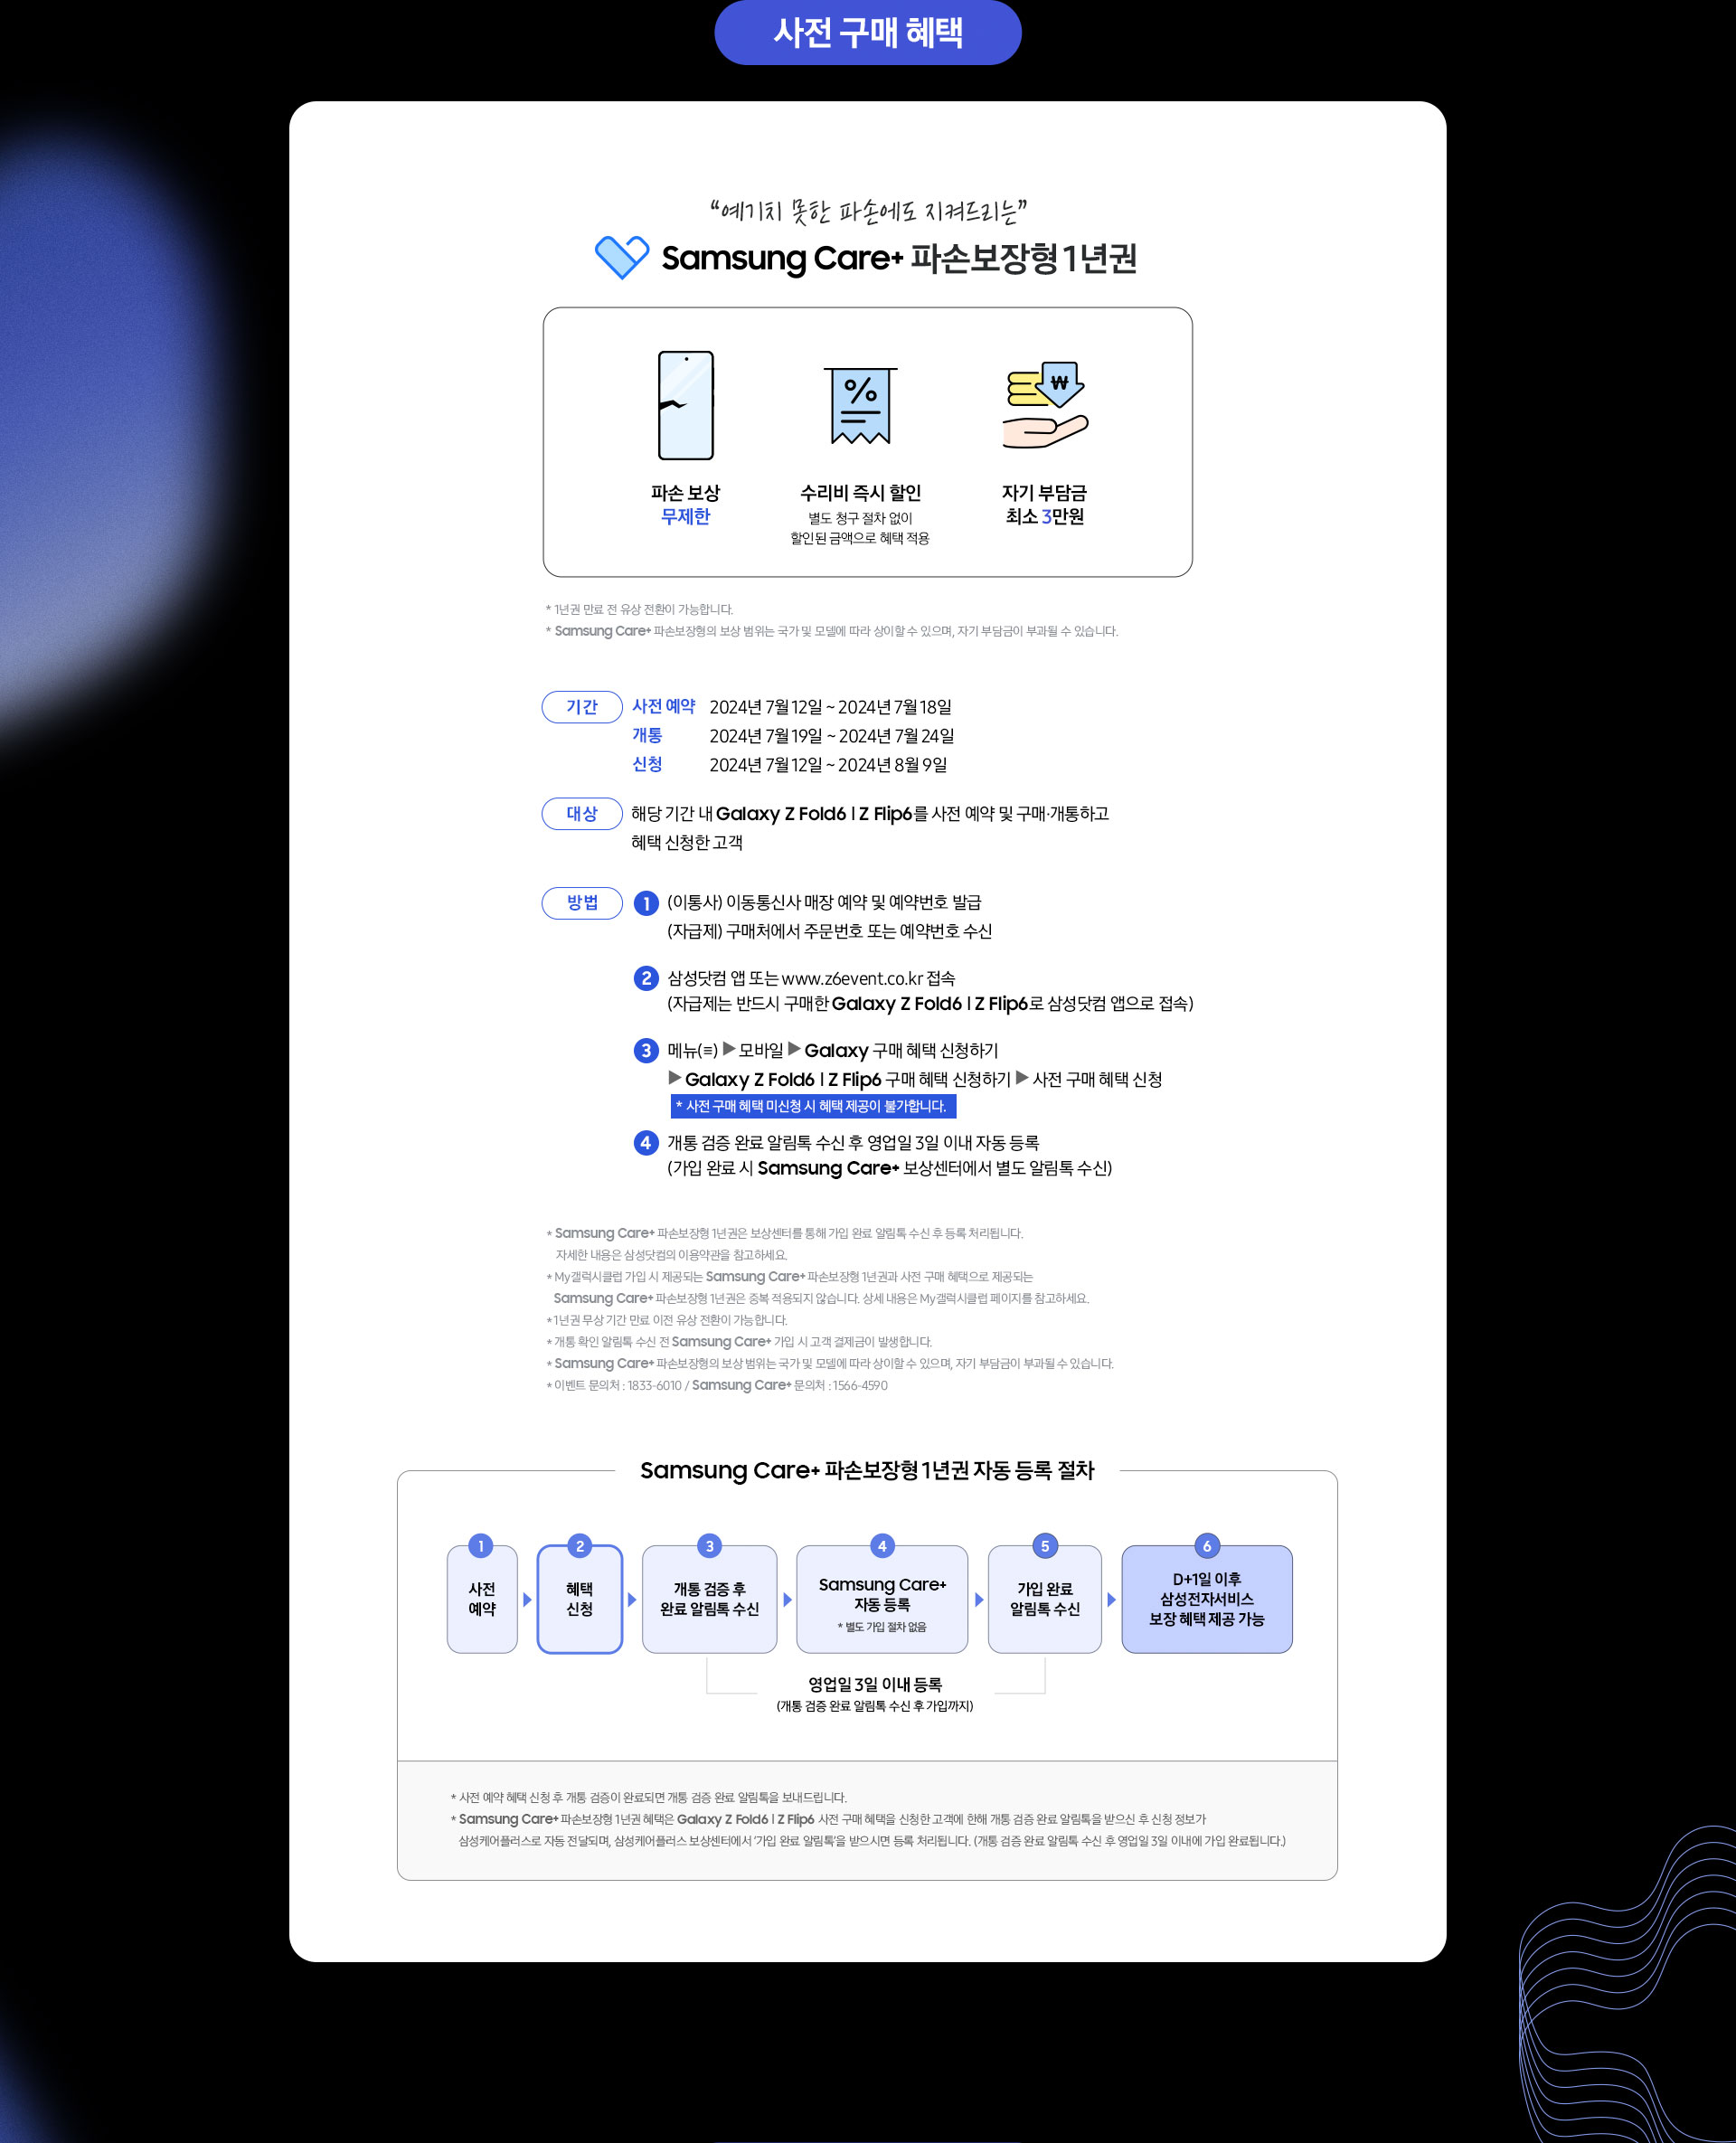 사전 구매 혜택
“예기치 못한 파손에도 지켜드리는”
Samsung Care+ 파손보장형 1년권
파손 보상
무제한
수리비 즉시 할인
별도 청구 절차 없이
할인된 금액으로 혜택 적용
₩
자기 부담금
최소 3만원
* 1년권 만료 전 유상 전환이 가능합니다.
* Samsung Care+ 파손보장형의 보상 범위는 국가 및 모델에 따라 상이할 수 있으며, 자기 부담금이 부과될 수 있습니다.
기간
사전 예약 2024년 7월 12일 ~ 2024년 7월 18일
개통 2024년 7월 19일 ~ 2024년 7월 24일
신청 2024년 7월 12일 ~ 2024년 8월 9일
대상
해당 기간 내 Galaxy Z Fold6 l Z Flip6를 사전 예약 및 구매·개통하고
혜택 신청한 고객
방법
1 (이통사) 이동통신사 매장 예약 및 예약번호 발급
(자급제) 구매처에서 주문번호 또는 예약번호 수신
2 삼성닷컴 앱 또는 www.z6event.co.kr 접속
(자급제는 반드시 구매한 Galaxy Z Fold6 l Z Flip6로 삼성닷컴 앱으로 접속)
3 메뉴(≡) ▶ 모바일 ▶ Galaxy 구매 혜택 신청하기
▶ Galaxy Z Fold6 l Z Flip6 구매 혜택 신청하기 ▶ 사전 구매 혜택 신청
* 사전 구매 혜택 미신청 시 혜택 제공이 불가합니다.
4 개통 검증 완료 알림톡 수신 후 영업일 3일 이내 자동 등록
(가입 완료 시 Samsung Care+ 보상센터에서 별도 알림톡 수신)
* Samsung Care+ 파손보장형 1년권은 보상센터를 통해 가입 완료 알림톡 수신 후 등록 처리됩니다.
자세한 내용은 삼성닷컴의 이용약관을 참고하세요.
* My갤럭시클럽 가입 시 제공되는 Samsung Care+ 파손보장형 1년권과 사전 구매 혜택으로 제공되는
Samsung Care+ 파손보장형 1년권은 중복 적용되지 않습니다. 상세 내용은 My갤럭시클럽 페이지를 참고하세요.
* 1년권 무상 기간 만료 이전 유상 전환이 가능합니다.
* 개통 확인 알림톡 수신 전 Samsung Care+ 가입 시 고객 결제금이 발생합니다.
* Samsung Care+ 파손보장형의 보상 범위는 국가 및 모델에 따라 상이할 수 있으며, 자기 부담금이 부과될 수 있습니다.
* 이벤트 문의처 : 1833-6010 / Samsung Care+ 문의처 : 1566-4590
Samsung Care+ 파손보장형 1년권 자동 등록 절차
1
사전
예약
2
혜택
신청
3
개통 검증 후
완료 알림톡 수신
4
Samsung Care+
자동 등록
* 별도 가입 절차 없음
5
가입 완료
알림톡 수신
6
D+1일 이후
삼성전자서비스
보장 혜택 제공 가능
영업일 3일 이내 등록
(개통 검증 완료 알림톡 수신 후 가입까지)
* 사전 예약 혜택 신청 후 개통 검증이 완료되면 개통 검증 완료 알림톡을 보내드립니다.
* Samsung Care+ 파손보장형 1년권 혜택은 Galaxy Z Fold6 l Z Flip6 사전 구매 혜택을 신청한 고객에 한해 개통 검증 완료 알림톡을 받으신 후 신청 정보가
삼성케어플러스로 자동 전달되며, 삼성케어플러스 보상센터에서 ‘가입 완료 알림톡’을 받으시면 등록 처리됩니다. (개통 검증 완료 알림톡 수신 후 영업일 3일 이내에 가입 완료됩니다.)